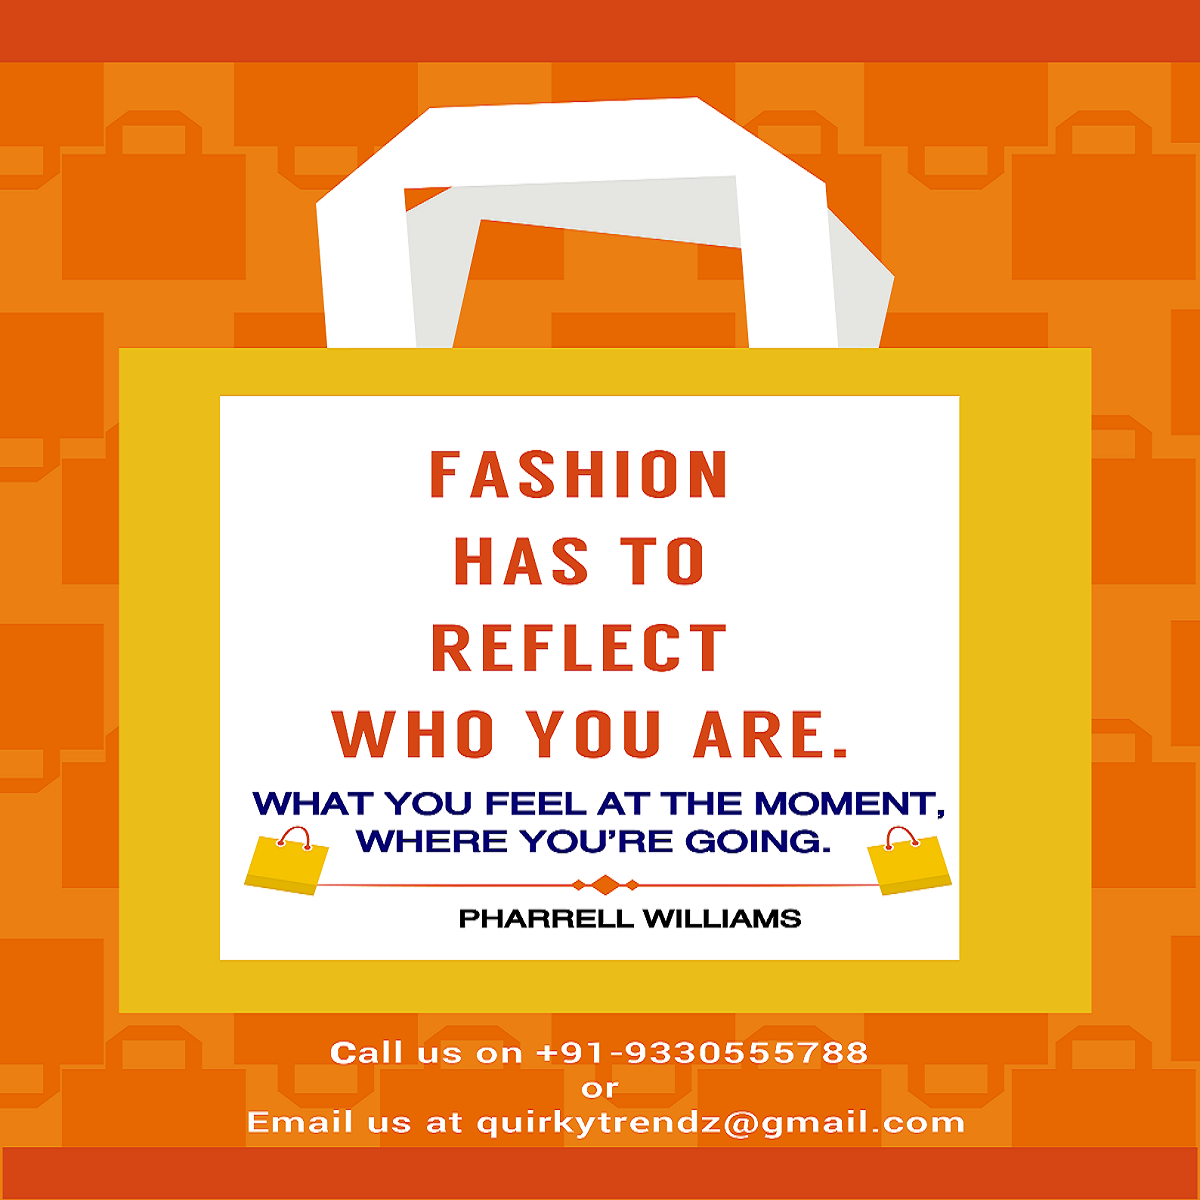 FASHION
HAS TO
REFLECT
WHO YOU ARE.
WHAT YOU FEEL AT THE MOMENT,
WHERE YOU'RE GOING.
PHARRELL WILLIAMS
Call us on +91-9330555788
or
Email us at quirkytrendz@gmail.com